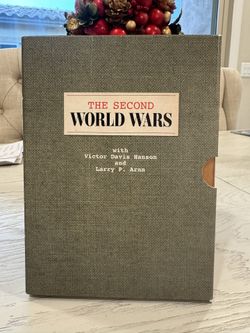 THE SECOND
WORLD WARS
with
Victor Davis Hanson
and
Larry P. Arnn